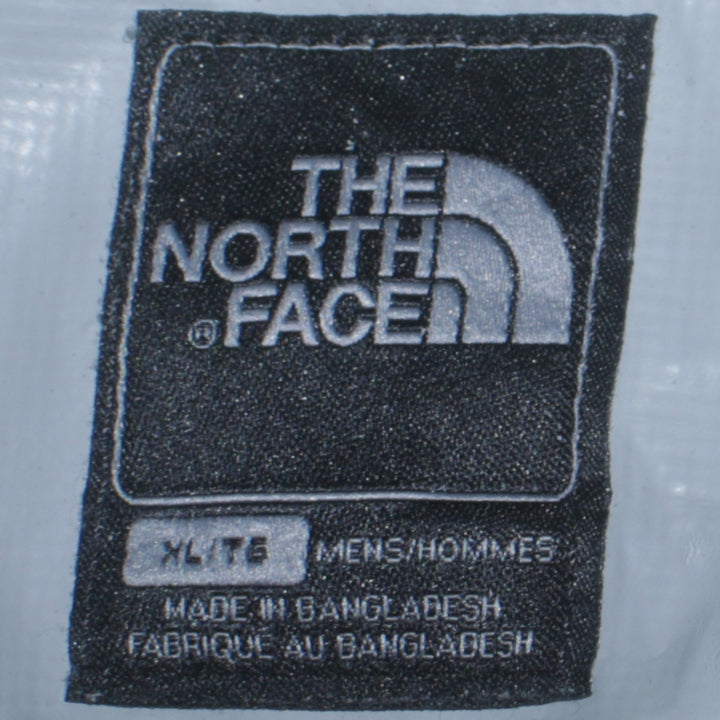 THE
NORTH
® FACE
XL/TG MENS/HOMMES
MADE IN BANGLADESH
FABRIQUE AU BANGLADESH